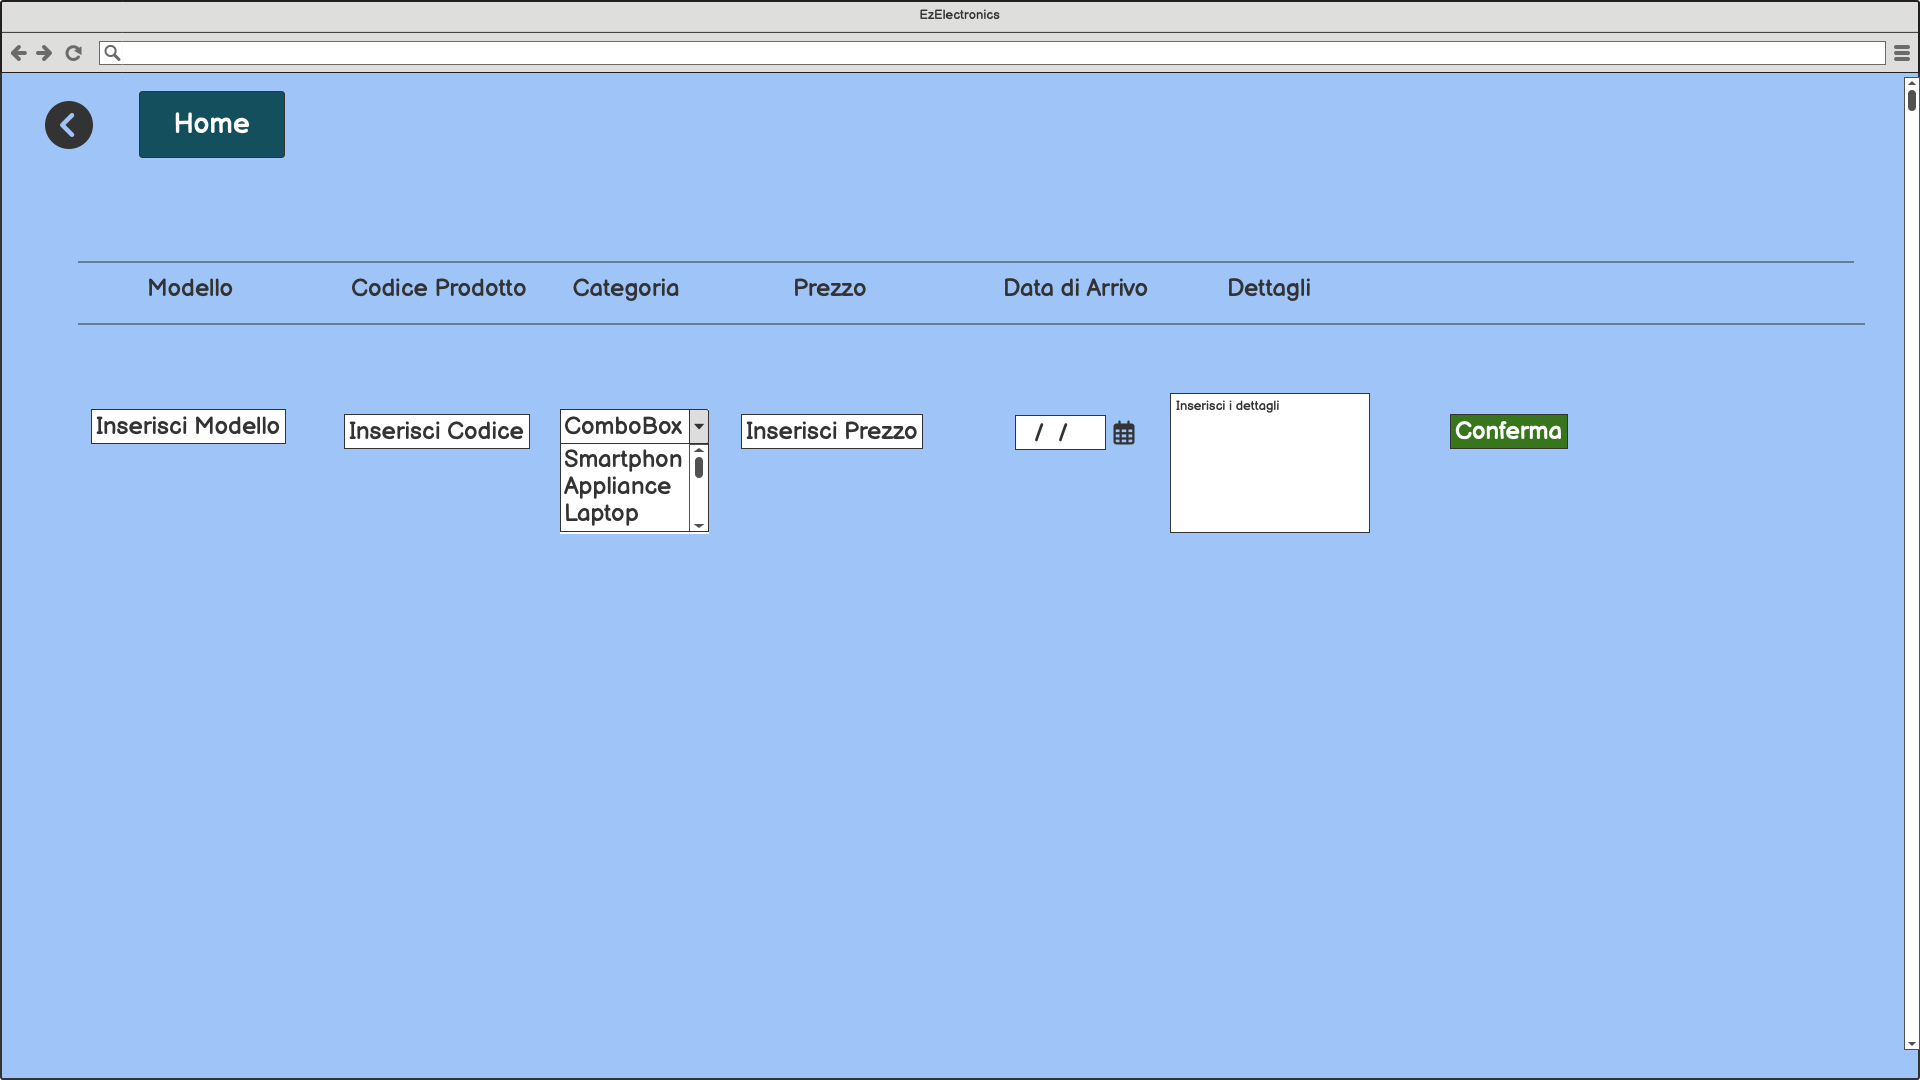 EzElectronics
Home
Modello Codice Prodotto Categoria Prezzo Data di Arrivo Dettagli
Inserisci Modello Inserisci Codice ComboBox Inserisci Prezzo / / Inserisci i dettagli Conferma
Smartphon
Appliance
Laptop